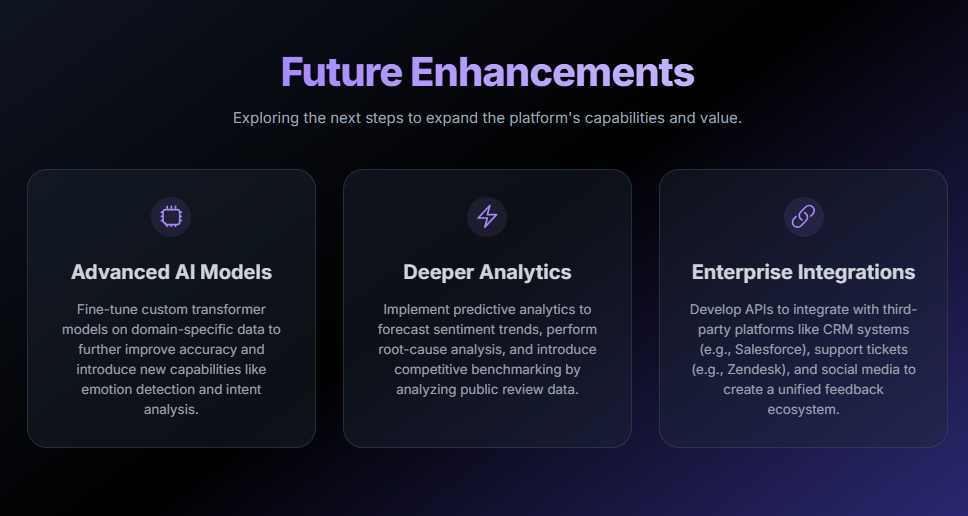 Future Enhancements
Exploring the next steps to expand the platform's capabilities and value.
Advanced AI Models
Fine-tune custom transformer
models on domain-specific data to
further improve accuracy and
introduce new capabilities like
emotion detection and intent
analysis.
Deeper Analytics
Implement predictive analytics to
forecast sentiment trends, perform
root-cause analysis, and introduce
competitive benchmarking by
analyzing public review data.
Enterprise Integrations
Develop APIs to integrate with third-
party platforms like CRM systems
(e.g., Salesforce), support tickets
(e.g., Zendesk), and social media to
create a unified feedback
ecosystem.